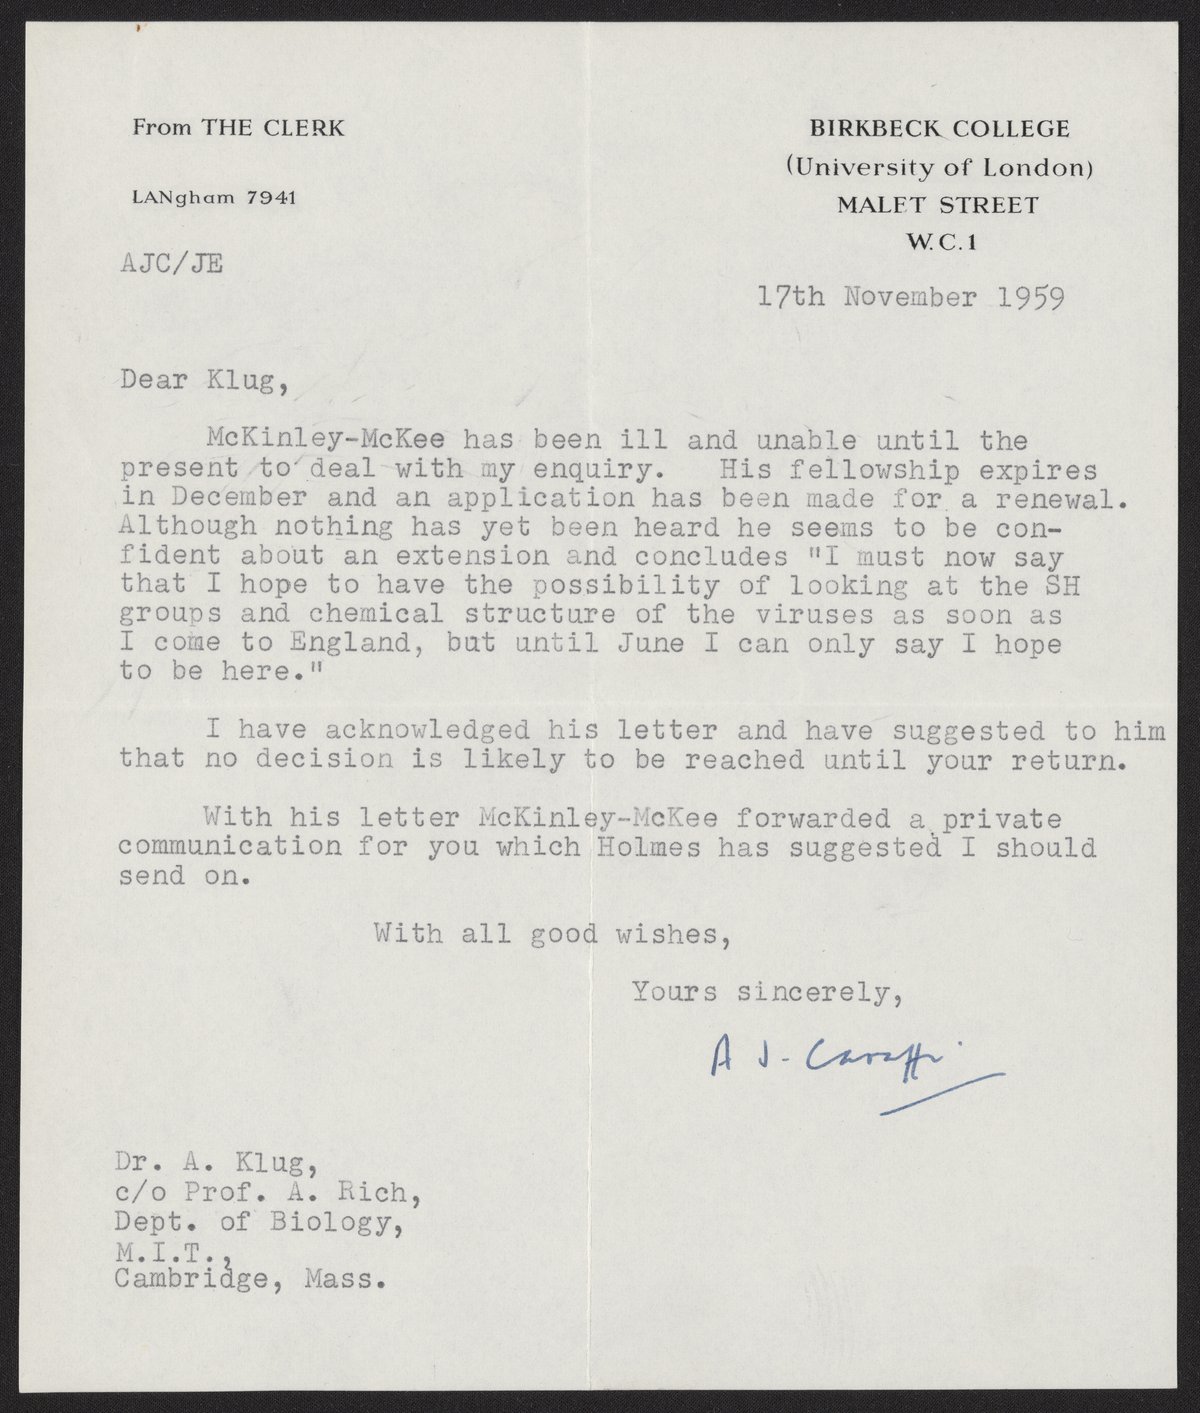 From THE CLERK
BIRKBECK COLLEGE
(University of London)
LANgham 7941
MALET STREET
W.C.1
AJC/JE
17th November 1959
Dear Klug,
McKinley-McKee has been ill and unable until the
present to deal with my enquiry. His fellowship expires
in December and an application has been made for a renewal.
Although nothing has yet been heard he seems to be con-
fident about an extension and concludes "I must now say
that I hope to have the possibility of looking at the SH
groups and chemical structure of the viruses as soon as
I come to England, but until June I can only say I hope
to be here."
I have acknowledged his letter and have suggested to him
that no decision is likely to be reached until your return.
With his letter McKinley-McKee forwarded a private
communication for you which Holmes has suggested I should
send on.
With all good wishes,
Yours sincerely,
A J. Caraffi
Dr. A. Klug,
c/o Prof. A. Rich,
Dept. of Biology,
M.I.T.,
Cambridge, Mass.